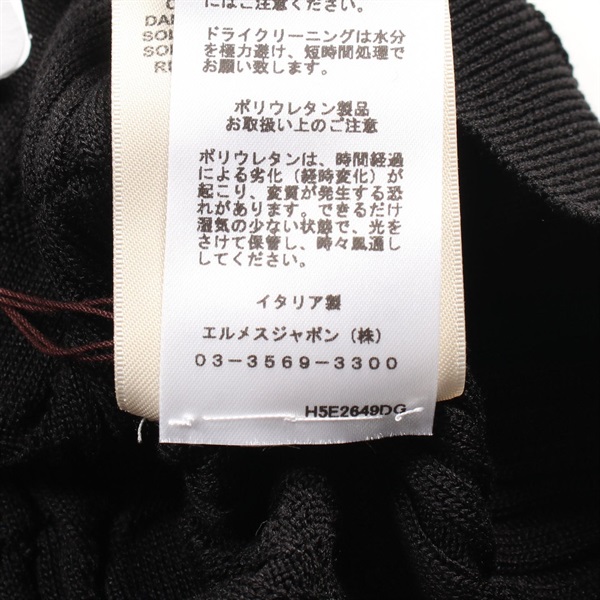 にはご注意ください。
ドライクリーニングは水分
を極力避け、短時間処理で
お願い致します。
ポリウレタン製品
お取扱い上のご注意
ポリウレタンは、時間経過
による劣化（経時変化）が
起こり、変質が発生する恐
れがあります。できるだけ
湿気の少ない状態で、光を
さけて保管し、時々風通し
してください。
イタリア製
エルメスジャポン（株）
03-3569-3300
H5E2649DG